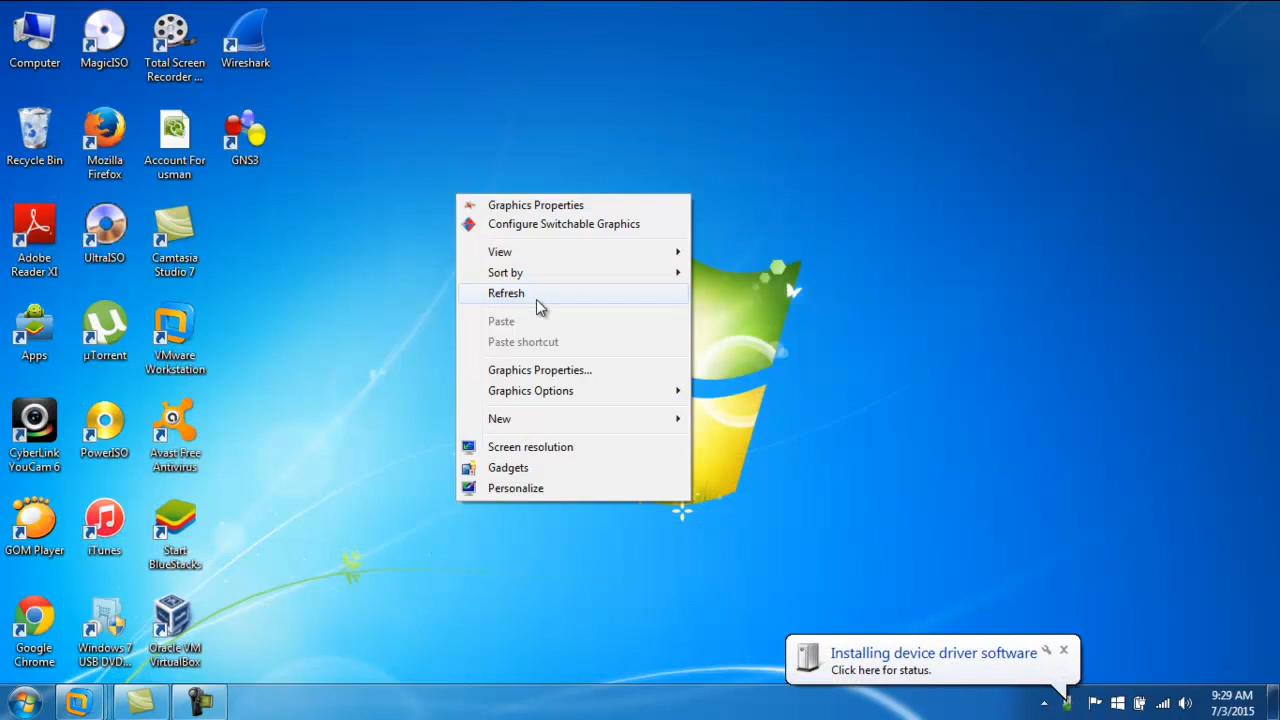 Computer
MagicISO
Total Screen
Recorder ...
Wireshark
Recycle Bin
Mozilla
Firefox
Account For
usman
GNS3
Adobe
Reader XI
UltraISO
Camtasia
Studio 7
Apps
µTorrent
VMware
Workstation
CyberLink
YouCam 6
PowerISO
Avast Free
Antivirus
GOM Player
iTunes
Start
BlueStacks
Google
Chrome
Windows 7
USB DVD...
Oracle VM
VirtualBox
Graphics Properties
Configure Switchable Graphics
View
Sort by
Refresh
Paste
Paste shortcut
Graphics Properties...
Graphics Options
New
Screen resolution
Gadgets
Personalize
Installing device driver software
Click here for status.
9:29 AM
7/3/2015